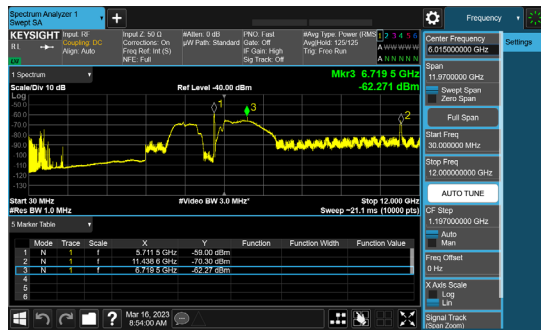 Spectrum Analyzer 1
Swept SA
Frequency
KEYSIGHT
Input: RF
Coupling: DC
Align: Auto
Input Z: 50 Ω
Corrections: On
Freq Ref: Int (S)
NFE: Full
#Atten: 0 dB
µW Path: Standard
PNO: Fast
Gate: Off
IF Gain: High
Sig Track: Off
#Avg Type: Power (RMS
Avg|Hold: 125/125
Trig: Free Run
1 2 3 4 5 6
A W W W W W
A N N N N N
1 Spectrum
Scale/Div 10 dB
Ref Level -40.00 dBm
Mkr3 6.719 5 GHz
-62.271 dBm
Log
-50.0
-60.0
-70.0
-80.0
-90.0
-100
-110
-120
-130
1
3
2
Start 30 MHz
#Res BW 1.0 MHz
#Video BW 3.0 MHz*
Stop 12.000 GHz
Sweep ~21.1 ms (10000 pts)
5 Marker Table
Mode Trace Scale X Y Function Function Width Function Value
1 N 1 f 5.711 5 GHz -59.00 dBm
2 N 1 f 11.438 6 GHz -70.30 dBm
3 N 1 f 6.719 5 GHz -62.27 dBm
4
5
6
Mar 16, 2023
8:54:00 AM
Center Frequency
6.015000000 GHz
Settings
Span
11.9700000 GHz
Swept Span
Zero Span
Full Span
Start Freq
30.000000 MHz
Stop Freq
12.000000000 GHz
AUTO TUNE
CF Step
1.197000000 GHz
Auto
Man
Freq Offset
0 Hz
X Axis Scale
Log
Lin
Signal Track
(Span Zoom)